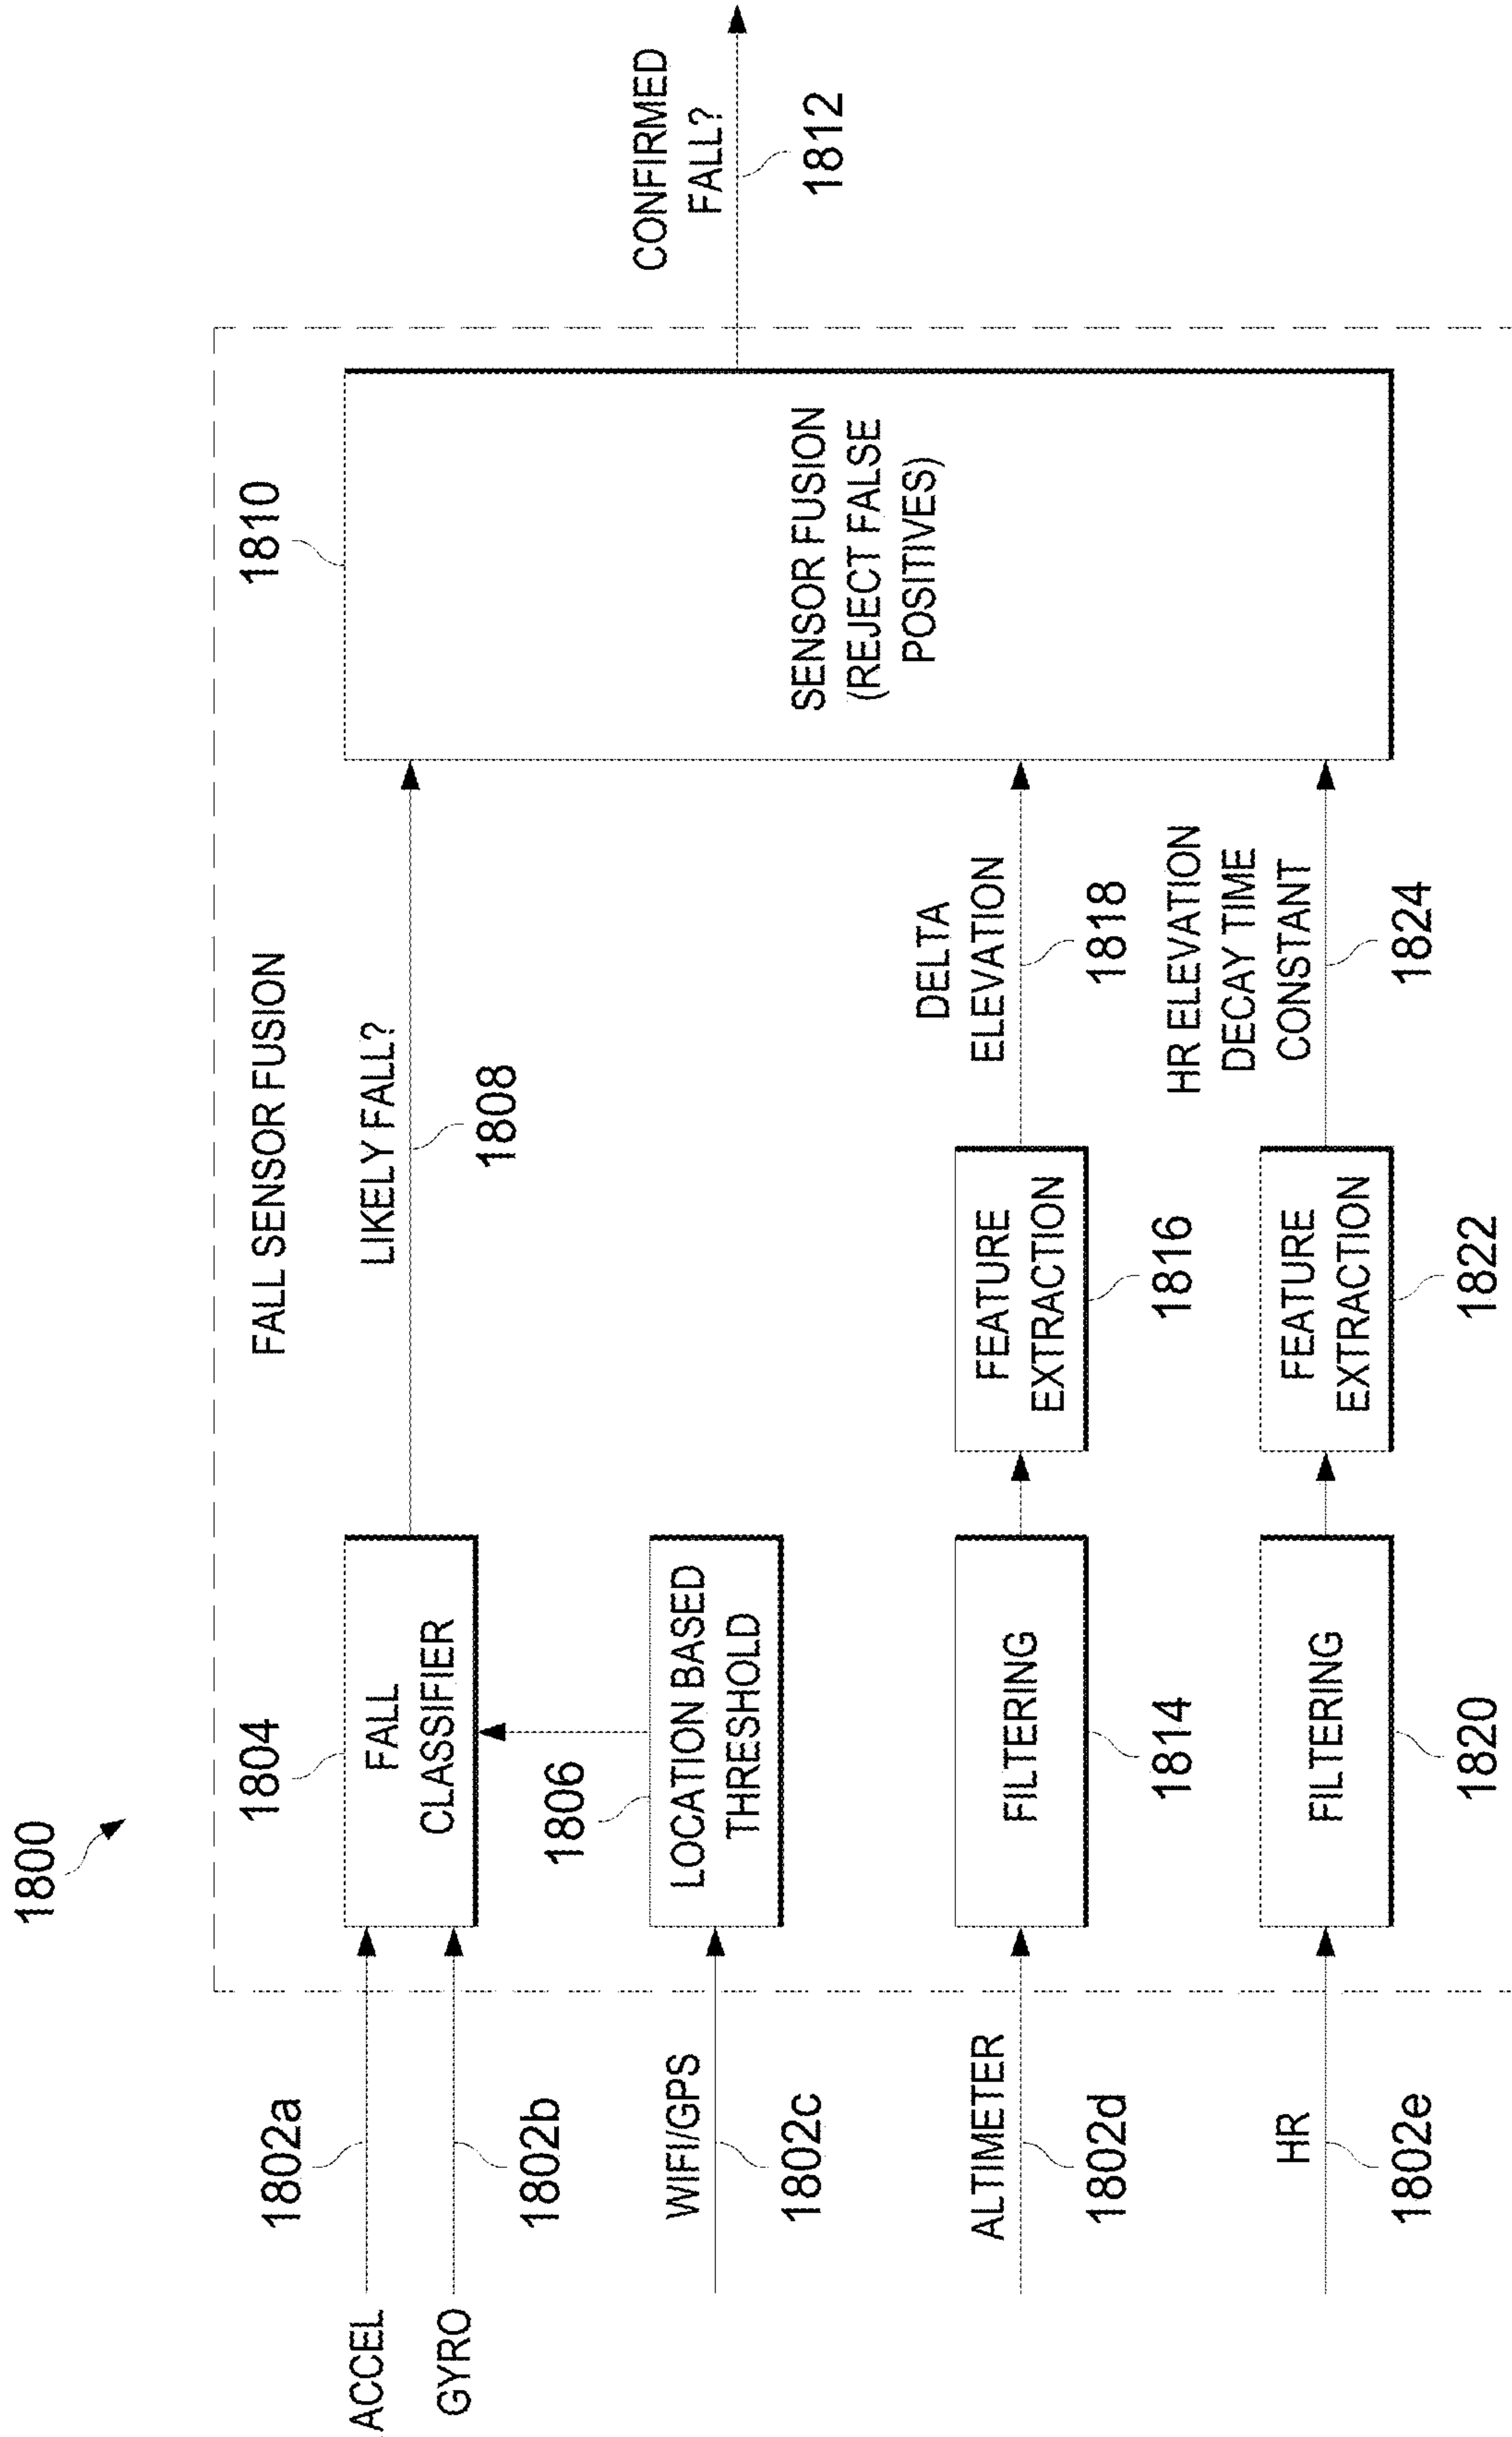 1800
FALL SENSOR FUSION
ACCEL
1802a
GYRO
1802b
1804
FALL
CLASSIFIER
LIKELY FALL?
1808
1810
SENSOR FUSION
(REJECT FALSE
POSITIVES)
CONFIRMED
FALL?
1812
WIFI/GPS
1802c
1806
LOCATION BASED
THRESHOLD
ALTIMETER
1802d
FILTERING
1814
FEATURE
EXTRACTION
1816
DELTA
ELEVATION
1818
HR
1802e
FILTERING
1820
FEATURE
EXTRACTION
1822
HR ELEVATION
DECAY TIME
CONSTANT
1824